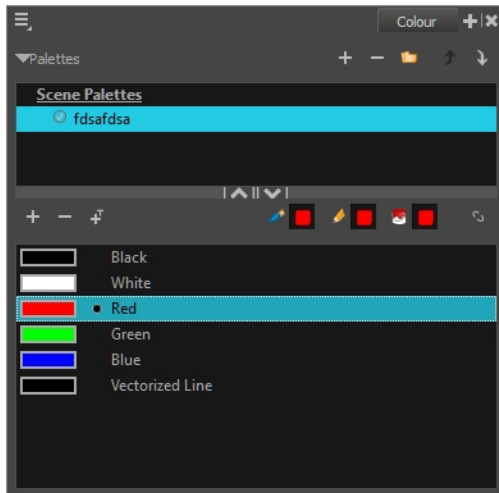 Colour
Palettes
Scene Palettes
fdsafdsa
Black
White
Red
Green
Blue
Vectorized Line